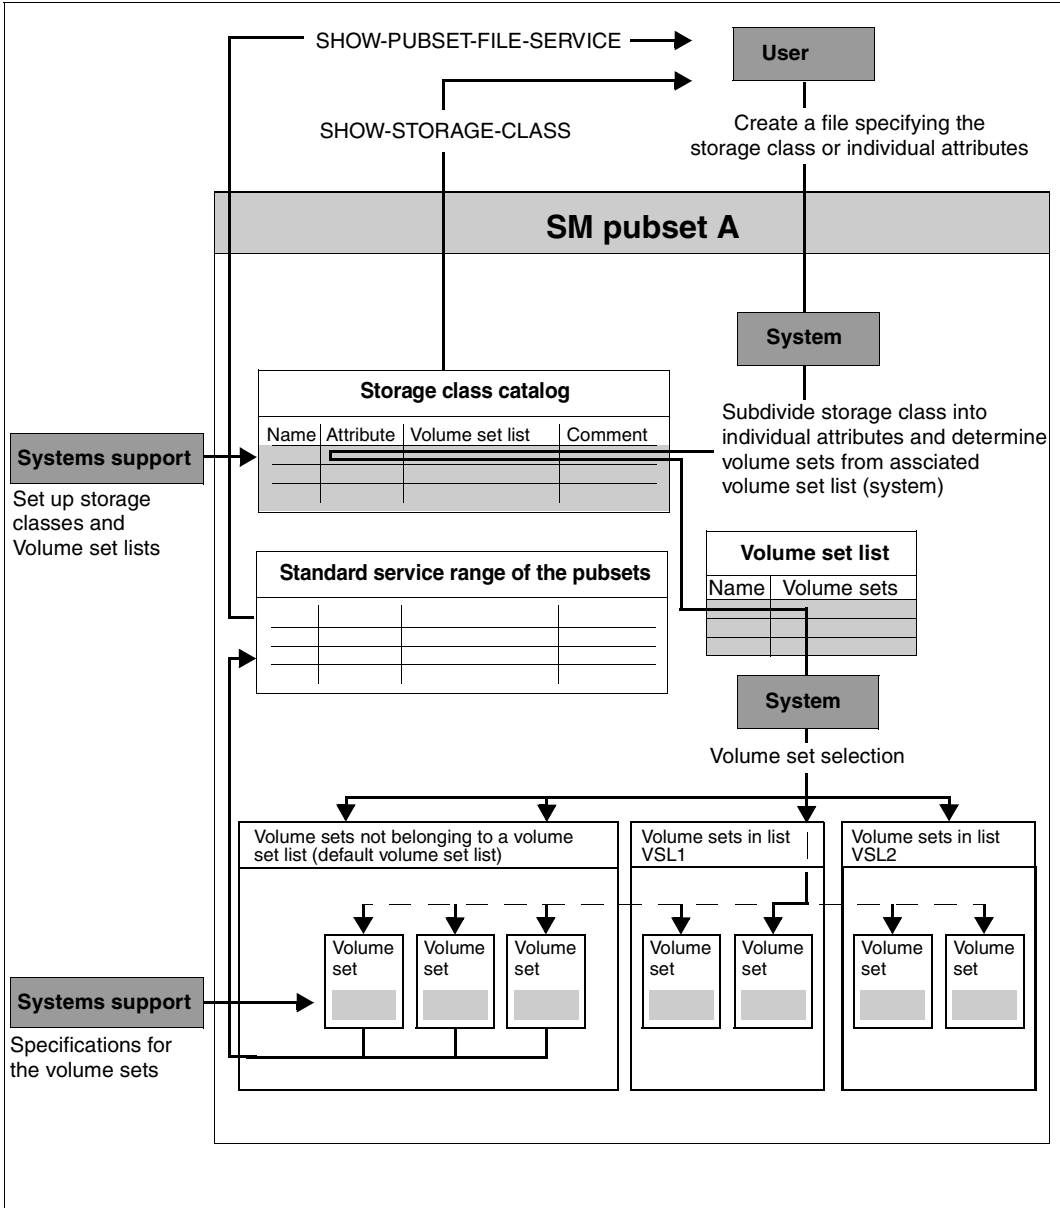 SHOW-PUBSET-FILE-SERVICE
User
SHOW-STORAGE-CLASS
Create a file specifying the
storage class or individual attributes
SM pubset A
System
Storage class catalog
Name Attribute Volume set list Comment
Subdivide storage class into
individual attributes and determine
volume sets from assciated
volume set list (system)
Systems support
Set up storage
classes and
Volume set lists
Standard service range of the pubsets
Volume set list
Name Volume sets
System
Volume set selection
Volume sets not belonging to a volume
set list (default volume set list)
Volume sets in list
VSL1
Volume sets in list
VSL2
Volume
set
Volume
set
Volume
set
Volume
set
Volume
set
Volume
set
Volume
set
Systems support
Specifications for
the volume sets